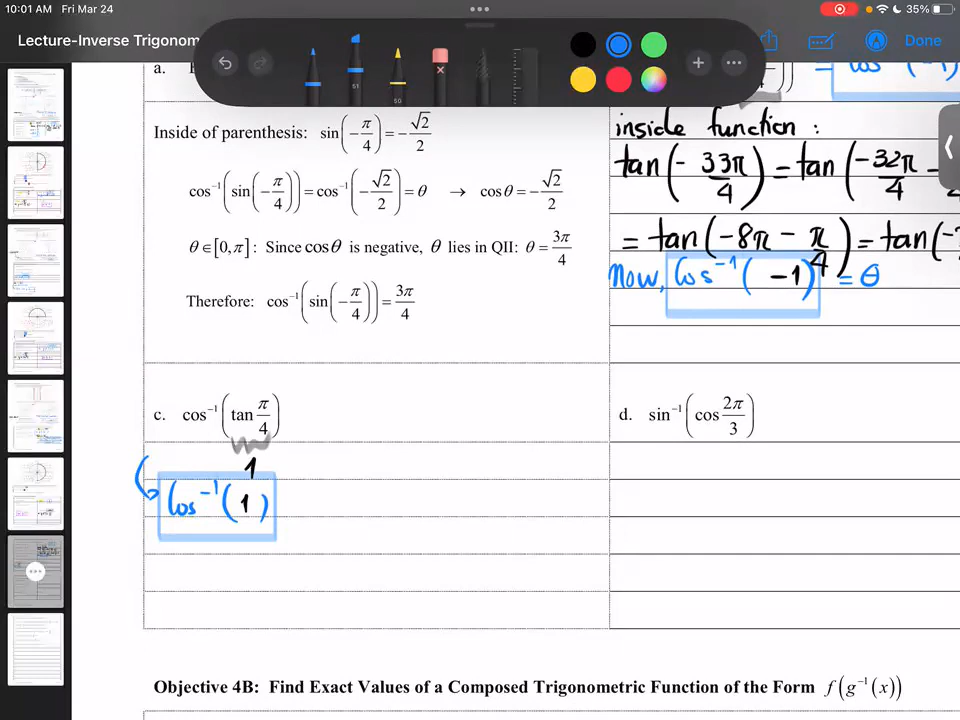 10:01 AM Fri Mar 24
35%
Lecture-Inverse Trigonom
Done
a.
= cos⁻¹(-1)
Inside of parenthesis: sin(-π/4) = -√2/2
cos⁻¹(sin(-π/4)) = cos⁻¹(-√2/2) = θ → cosθ = -√2/2
θ ∈ [0, π] : Since cosθ is negative, θ lies in QII: θ = 3π/4
Therefore: cos⁻¹(sin(-π/4)) = 3π/4
inside function :
tan(- 33π/4) = tan(-32π/4 -
= tan(-8π - π/4) = tan(-
Now, cos⁻¹( -1) = θ
c. cos⁻¹(tan π/4)
1
cos⁻¹( 1 )
d. sin⁻¹(cos 2π/3)
Objective 4B: Find Exact Values of a Composed Trigonometric Function of the Form f(g⁻¹(x))